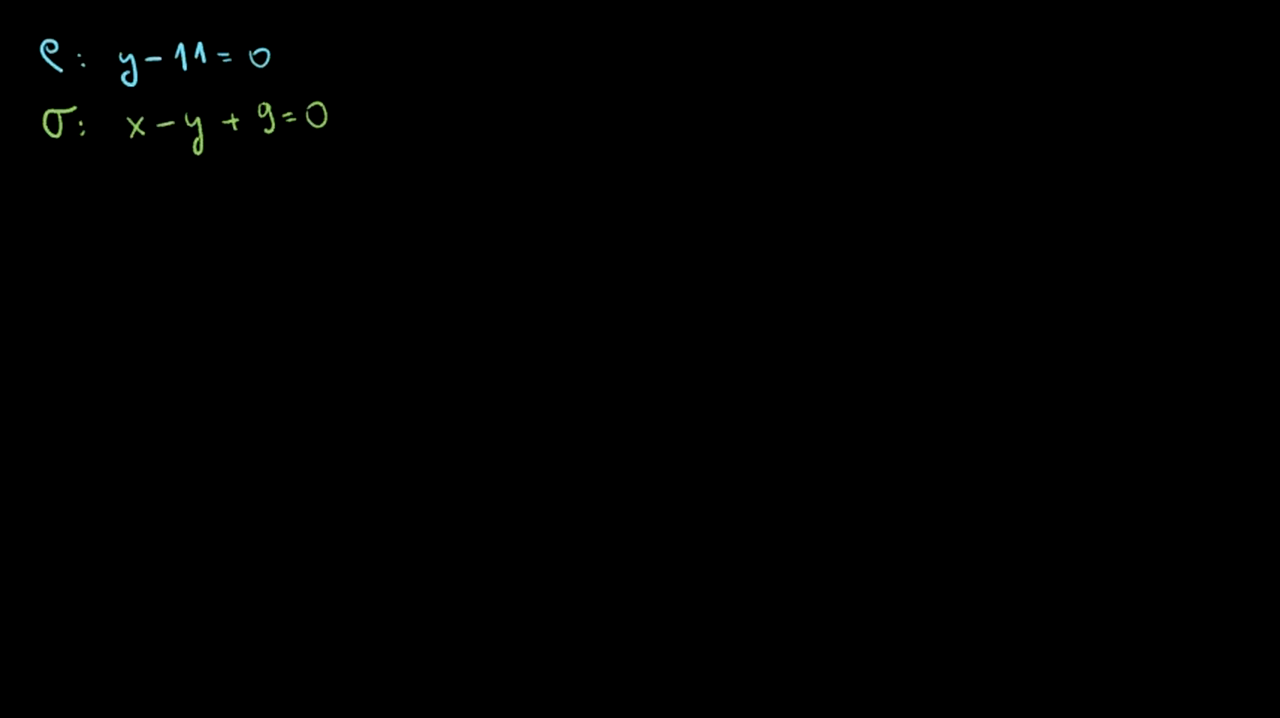 ρ: y - 11 = 0
σ: x - y + 9 = 0